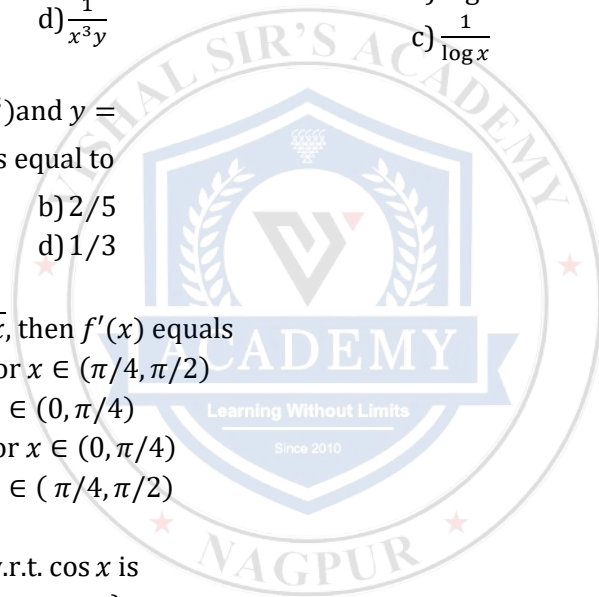 d) 1/(x³y)
c) 1/(log x)
)and y =
s equal to
b) 2/5
d) 1/3
, then f′(x) equals
or x ∈ (π/4, π/2)
∈ (0, π/4)
or x ∈ (0, π/4)
∈ ( π/4, π/2)
w.r.t. cos x is
VISHAL SIR'S ACADEMY
ACADEMY
Learning Without Limits
Since 2010
NAGPUR